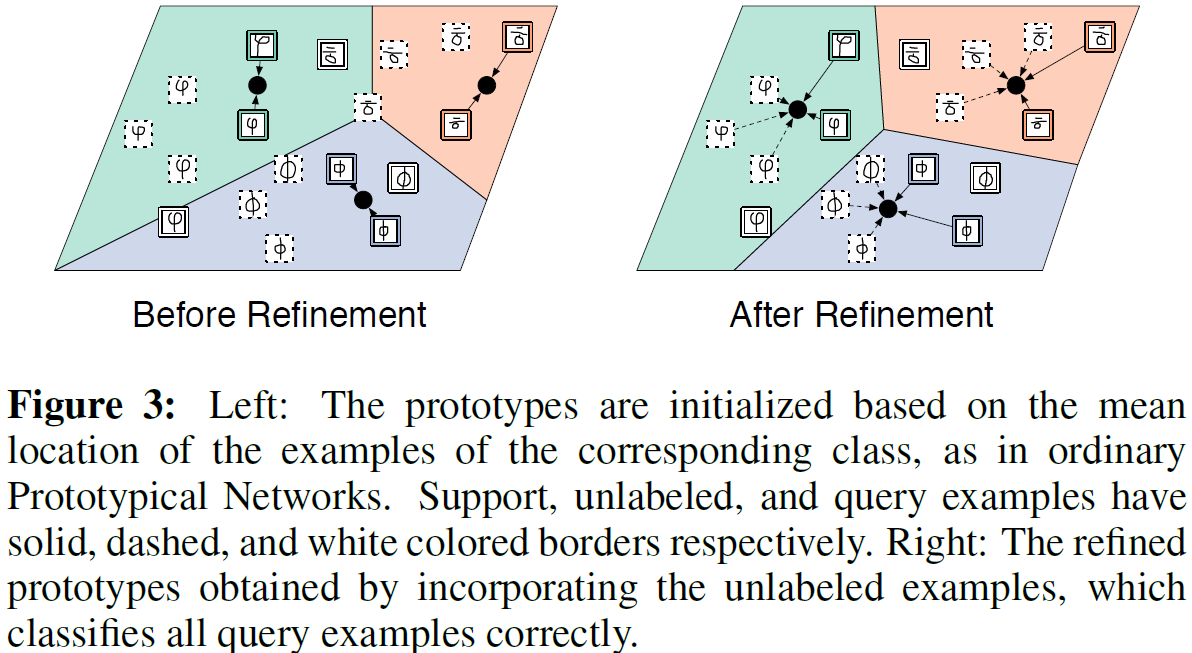 Before Refinement
After Refinement
Figure 3: Left: The prototypes are initialized based on the mean
location of the examples of the corresponding class, as in ordinary
Prototypical Networks. Support, unlabeled, and query examples have
solid, dashed, and white colored borders respectively. Right: The refined
prototypes obtained by incorporating the unlabeled examples, which
classifies all query examples correctly.